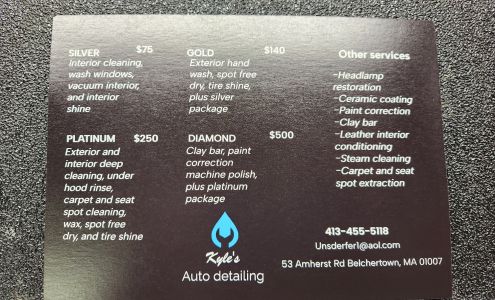 SILVER $75
Interior cleaning,
wash windows,
vacuum interior,
and interior
shine
GOLD $140
Exterior hand
wash, spot free
dry, tire shine,
plus silver
package
PLATINUM $250
Exterior and
interior deep
cleaning, under
hood rinse,
carpet and seat
spot cleaning,
wax, spot free
dry, and tire shine
DIAMOND $500
Clay bar, paint
correction
machine polish,
plus platinum
package
Other services
-Headlamp
restoration
-Ceramic coating
-Paint correction
-Clay bar
-Leather interior
conditioning
-Steam cleaning
-Carpet and seat
spot extraction
Kyle's
Auto detailing
413-455-5118
Unsderfer1@aol.com
53 Amherst Rd Belchertown, MA 01007